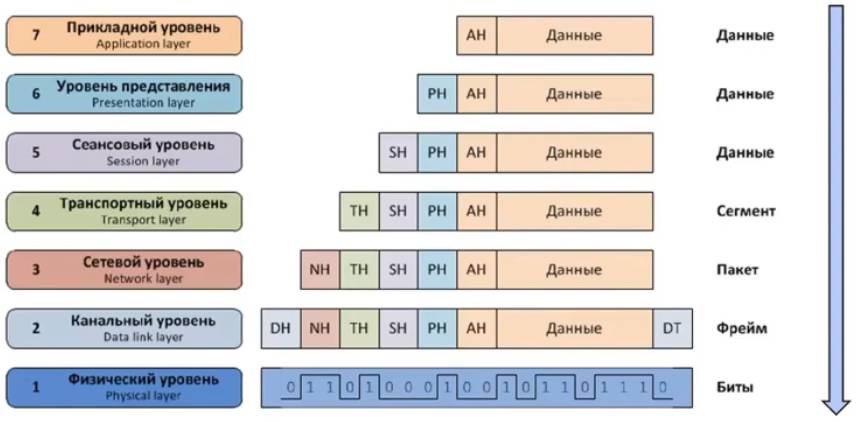 7 Прикладной уровень AH Данные Данные
Application layer
6 Уровень представления PH AH Данные Данные
Presentation layer
5 Сеансовый уровень SH PH AH Данные Данные
Session layer
4 Транспортный уровень TH SH PH AH Данные Сегмент
Transport layer
3 Сетевой уровень NH TH SH PH AH Данные Пакет
Network layer
2 Канальный уровень DH NH TH SH PH AH Данные DT Фрейм
Data link layer
1 Физический уровень 0 1 1 0 1 0 0 0 1 0 0 1 0 1 1 0 1 1 1 0 Биты
Physical layer